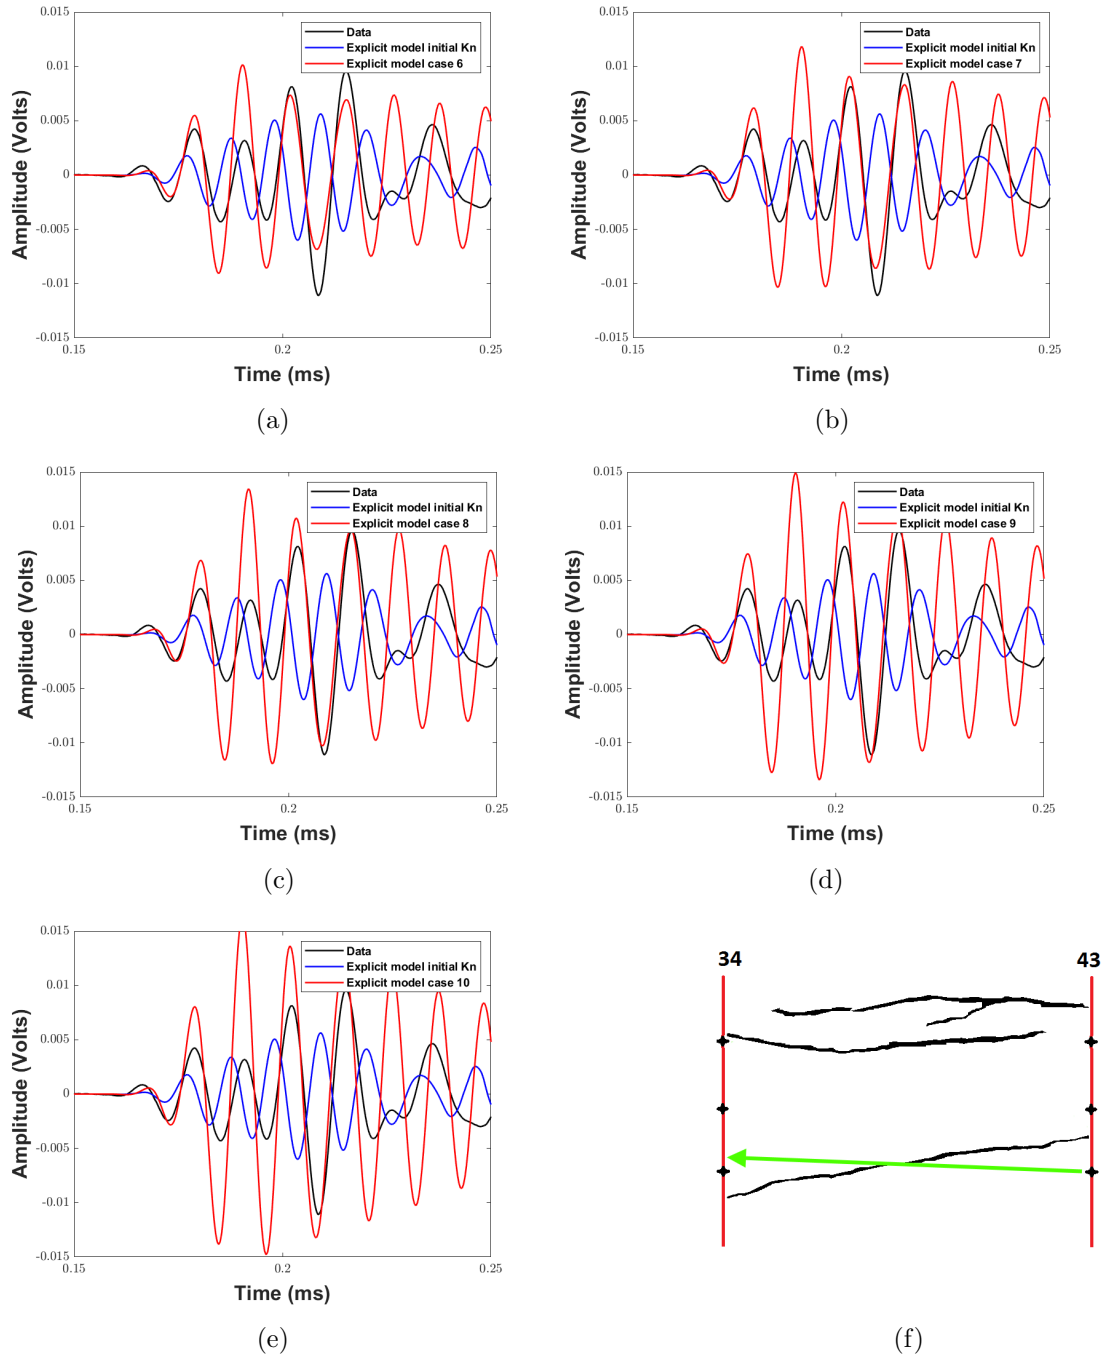 0.015
0.01
0.005
0
-0.005
-0.01
-0.015
Amplitude (Volts)
Data
Explicit model initial Kn
Explicit model case 6
0.15
0.2
0.25
Time (ms)
(a)
0.015
0.01
0.005
0
-0.005
-0.01
-0.015
Amplitude (Volts)
Data
Explicit model initial Kn
Explicit model case 7
0.15
0.2
0.25
Time (ms)
(b)
0.015
0.01
0.005
0
-0.005
-0.01
-0.015
Amplitude (Volts)
Data
Explicit model initial Kn
Explicit model case 8
0.15
0.2
0.25
Time (ms)
(c)
0.015
0.01
0.005
0
-0.005
-0.01
-0.015
Amplitude (Volts)
Data
Explicit model initial Kn
Explicit model case 9
0.15
0.2
0.25
Time (ms)
(d)
0.015
0.01
0.005
0
-0.005
-0.01
-0.015
Amplitude (Volts)
Data
Explicit model initial Kn
Explicit model case 10
0.15
0.2
0.25
Time (ms)
(e)
34
43
(f)